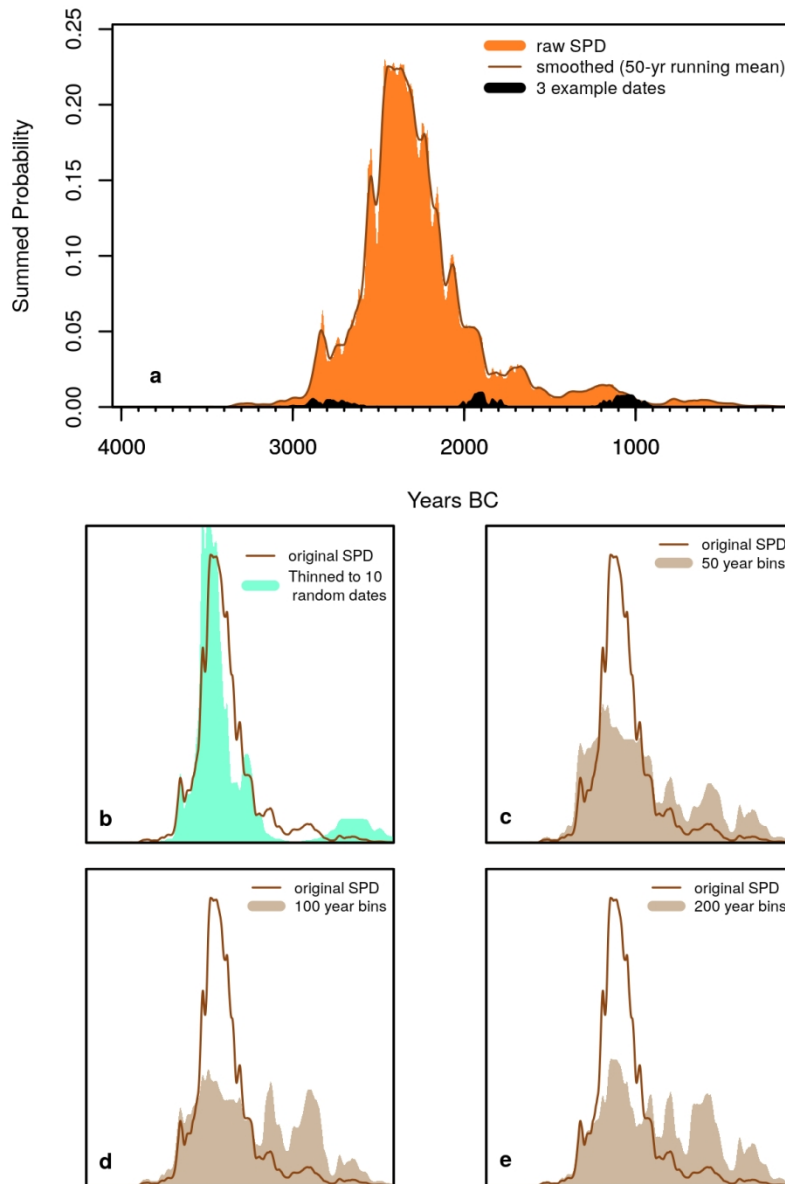 Summed Probability
0.25
0.20
0.15
0.10
0.05
0.00
raw SPD
smoothed (50-yr running mean)
3 example dates
a
4000
3000
2000
1000
Years BC
original SPD
Thinned to 10
random dates
b
original SPD
50 year bins
c
original SPD
100 year bins
d
original SPD
200 year bins
e